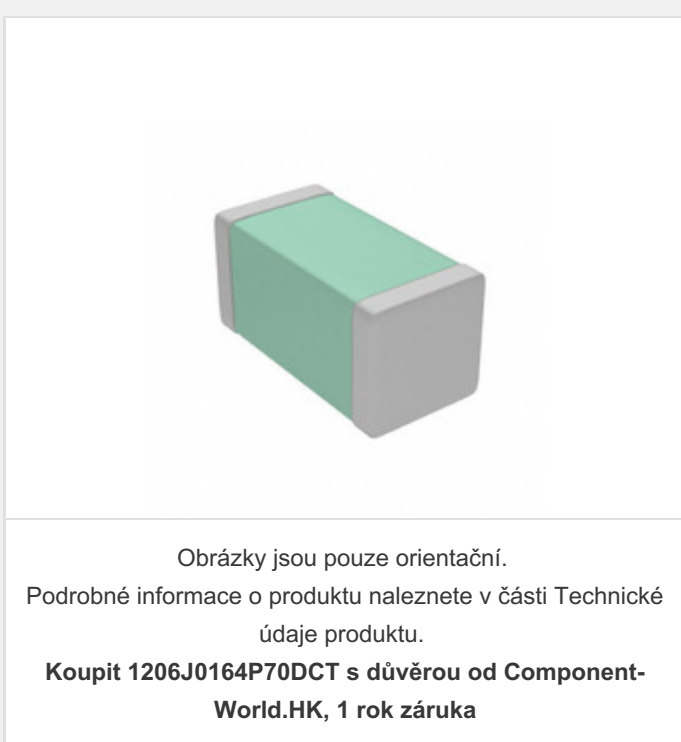 Obrázky jsou pouze orientační.
Podrobné informace o produktu naleznete v části Technické
údaje produktu.
Koupit 1206J0164P70DCT s důvěrou od Component-
World.HK, 1 rok záruka